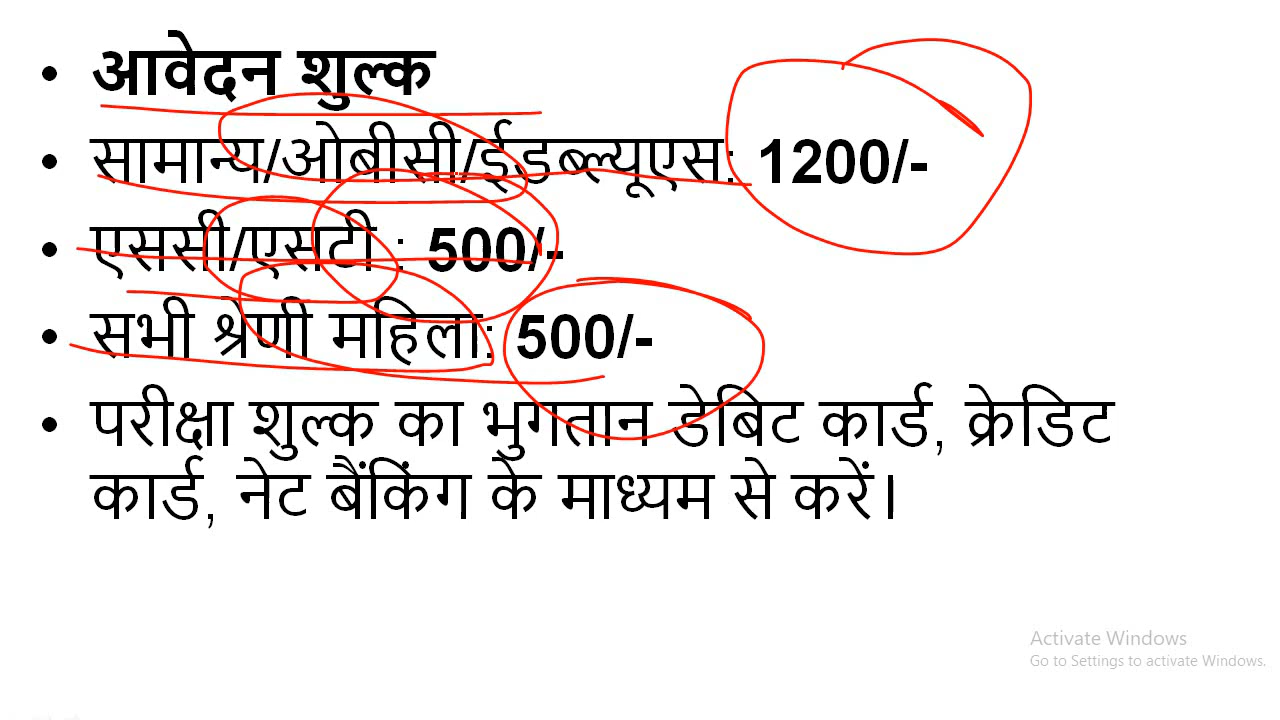 • आवेदन शुल्क
• सामान्य/ओबीसी/ईडब्ल्यूएस: 1200/-
• एससी/एसटी : 500/-
• सभी श्रेणी महिला: 500/-
• परीक्षा शुल्क का भुगतान डेबिट कार्ड, क्रेडिट
कार्ड, नेट बैंकिंग के माध्यम से करें।
Activate Windows
Go to Settings to activate Windows.